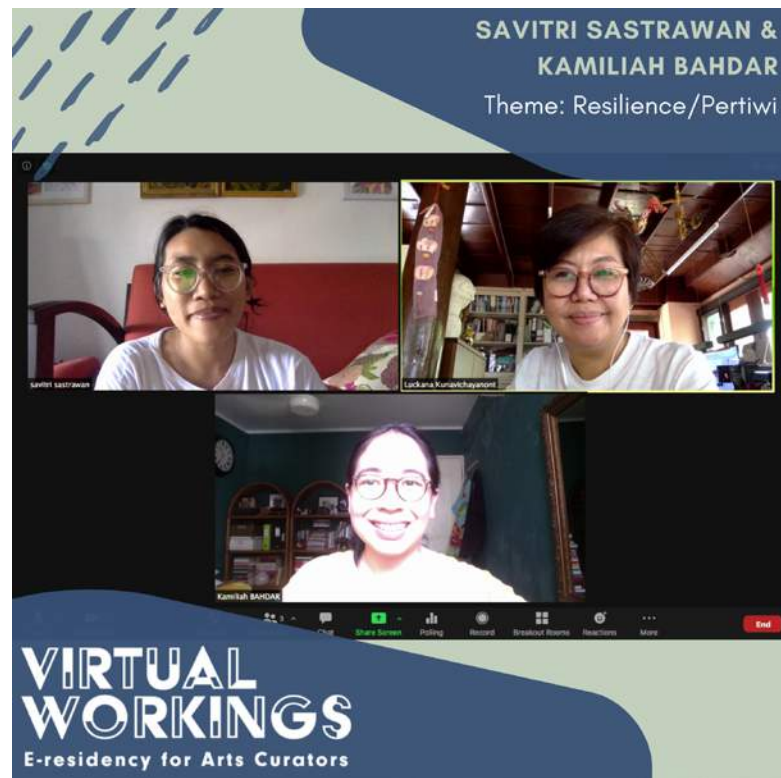 SAVITRI SASTRAWAN &
KAMILIAH BAHDAR
Theme: Resilience/Pertiwi
savitri sastrawan
Luckana Kunavichayanont
Kamiliah BAHDAR
3
Chat
Share Screen
Polling
Record
Breakout Rooms
Reactions
More
End
VIRTUAL
WORKINGS
E-residency for Arts Curators